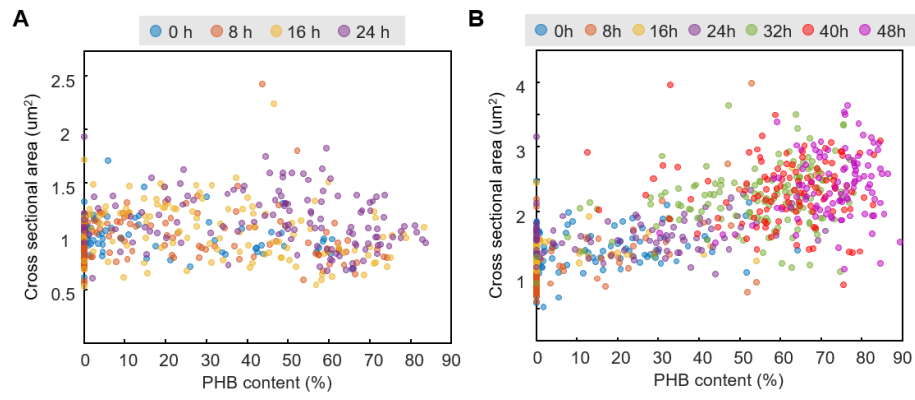 A
0 h 8 h 16 h 24 h
Cross sectional area (um²)
2.5
2
1.5
1
0.5
0 10 20 30 40 50 60 70 80 90
PHB content (%)
B
0h 8h 16h 24h 32h 40h 48h
Cross sectional area (um²)
4
3
2
1
0 10 20 30 40 50 60 70 80 90
PHB content (%)